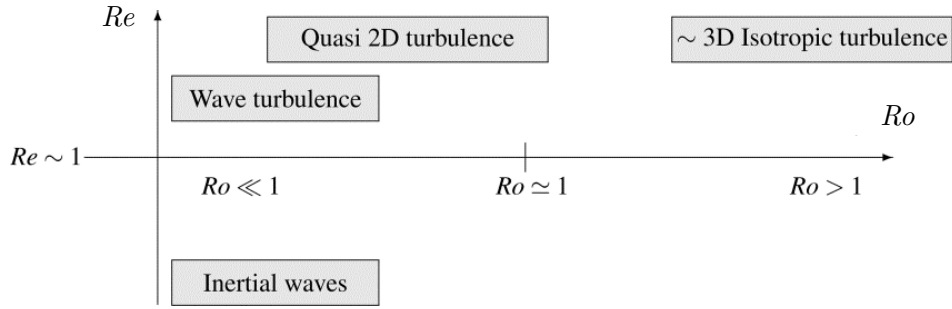 Re
Quasi 2D turbulence
∼ 3D Isotropic turbulence
Wave turbulence
Ro
Re ∼ 1
Ro ≪ 1
Ro ≃ 1
Ro > 1
Inertial waves